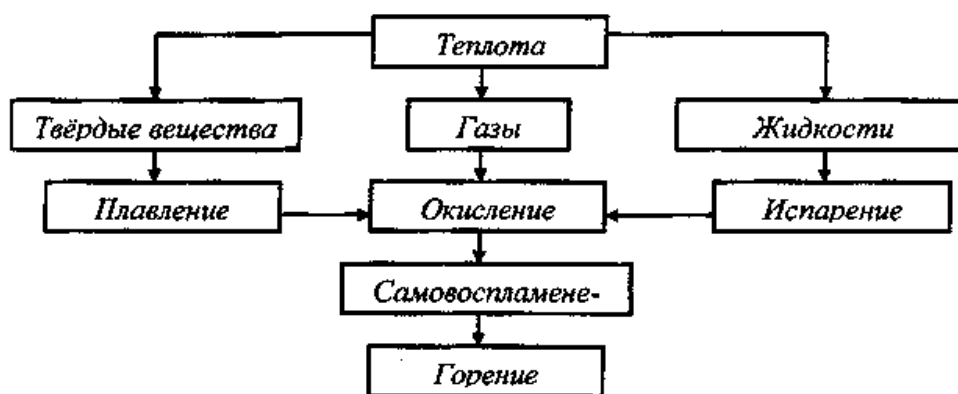 Теплота
Твёрдые вещества
Газы
Жидкости
Плавление
Окисление
Испарение
Самовоспламене-
Горение